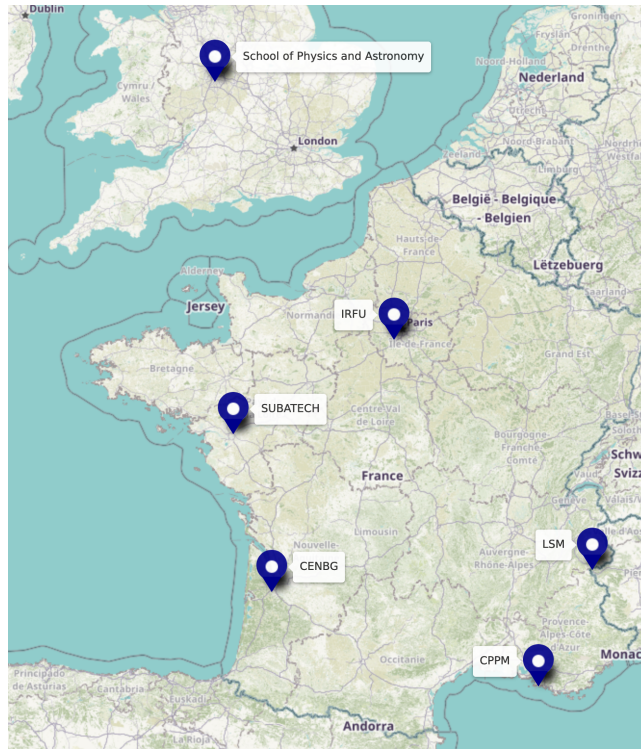 Dublin
Groningen
Fryslân
Drenthe
School of Physics and Astronomy
Noord-Holland
Nederland
Cymru /
Wales
Utrecht
London
Noord-Brabant
Zeeland
Limburg
België - Belgique
- Belgien
Hauts-de-
France
Lëtzebuerg
Alderney
Saarland
Jersey
IRFU
Paris
Île-de-France
Grand Est
Bretagne
SUBATECH
Centre-Val
de Loire
Bourgogne-
Franche-
Comté
Vaud
France
Genève
Limousin
Nouvelle-
LSM
Auvergne-
Rhône-Alpes
CENBG
Provence-
Alpes-Côte
d'Azur
CPPM
Occitanie
Principado
de Asturias
Cantabria
Euskadi
Andorra
La Rioja